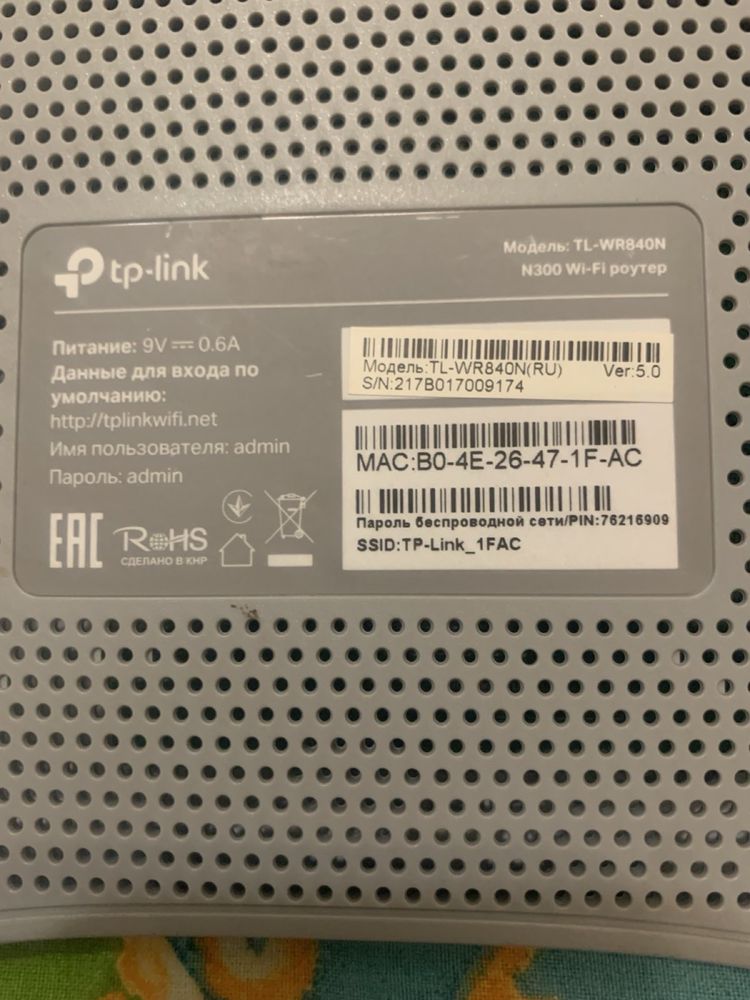 tp-link
Модель: TL-WR840N
N300 Wi-Fi роутер
Питание: 9V 0.6A
Данные для входа по
умолчанию:
http://tplinkwifi.net
Имя пользователя: admin
Пароль: admin
Модель:TL-WR840N(RU) Ver:5.0
S/N:217B017009174
MAC:B0-4E-26-47-1F-AC
Пароль беспроводной сети/PIN:76216909
SSID:TP-Link_1FAC
EAC
RoHS
СДЕЛАНО В КНР